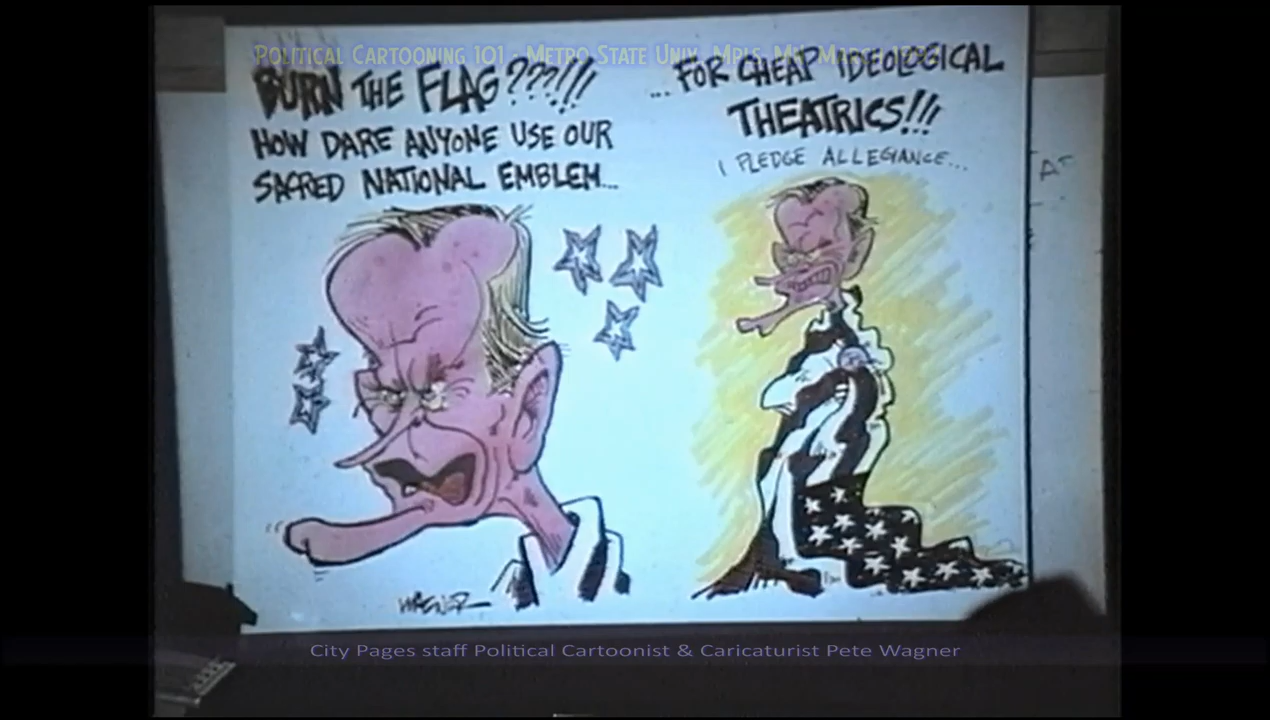 POLITICAL CARTOONING 101 - METRO STATE UNIV. MPLS, MN MARCH
BURN THE FLAG???!!!
HOW DARE ANYONE USE OUR
SACRED NATIONAL EMBLEM...
...FOR CHEAP IDEOLOGICAL
THEATRICS!!!
I PLEDGE ALLEGIANCE...
WAGNER
City Pages staff Political Cartoonist & Caricaturist Pete Wagner